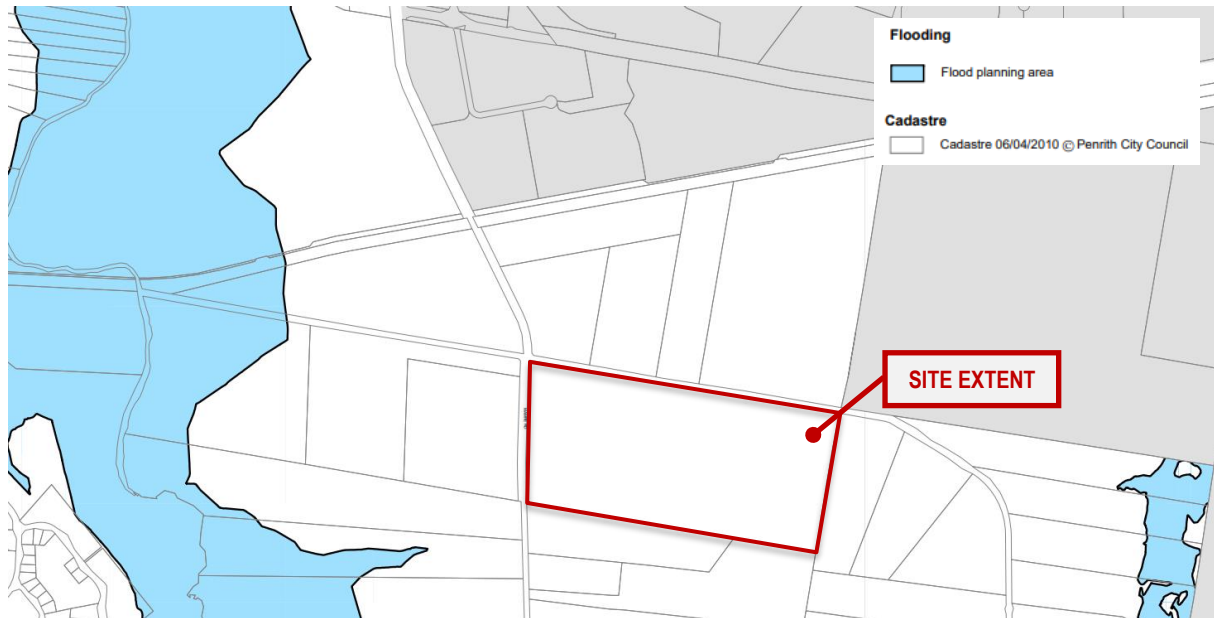 Flooding
Flood planning area
Cadastre
Cadastre 06/04/2010 © Penrith City Council
SITE EXTENT